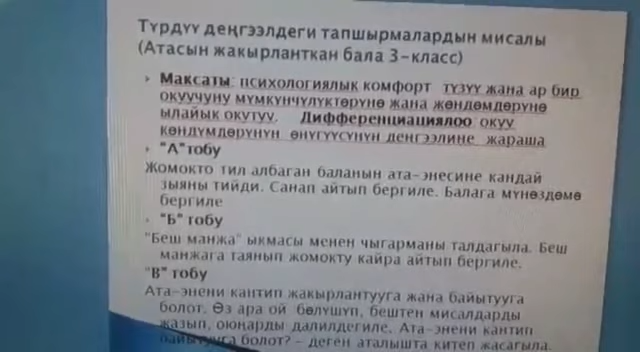 Түрдүү деңгээлдеги тапшырмалардын мисалы
(Атасын жакырланткан бала 3-класс)
Максаты: психологиялык комфорт түзүү жана ар бир
окуучуну мүмкүнчүлүктөрүнө жана жөндөмдөрүнө
ылайык окутуу. Дифференциациялоо окуу
көндүмдөрүнүн өнүгүүсүнүн денгээлине жараша
"А"тобу
Жомокто тил албаган баланын ата-энесине кандай
зыяны тийди. Санап айтып бергиле. Балага мүнөздөмө
бергиле
"Б" тобу
"Беш манжа" ыкмасы менен чыгарманы талдагыла. Беш
манжага таянып жомокту кайра айтып бергиле.
"В" тобу
Ата-энени кантип жакырлантууга жана байытууга
болот. Өз ара ой бөлүшүп, бештен мисалдарды
жазып, оюңарды далилдегиле. Ата-энени кантип
байытууга болот? - деген аталышта китеп жасагыла.